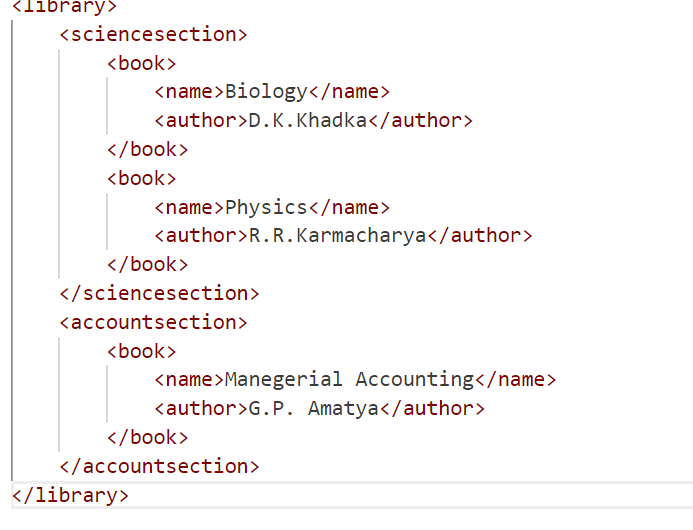 <library>
<sciencesection>
<book>
<name>Biology</name>
<author>D.K.Khadka</author>
</book>
<book>
<name>Physics</name>
<author>R.R.Karmacharya</author>
</book>
</sciencesection>
<accountsection>
<book>
<name>Manegerial Accounting</name>
<author>G.P. Amatya</author>
</book>
</accountsection>
</library>